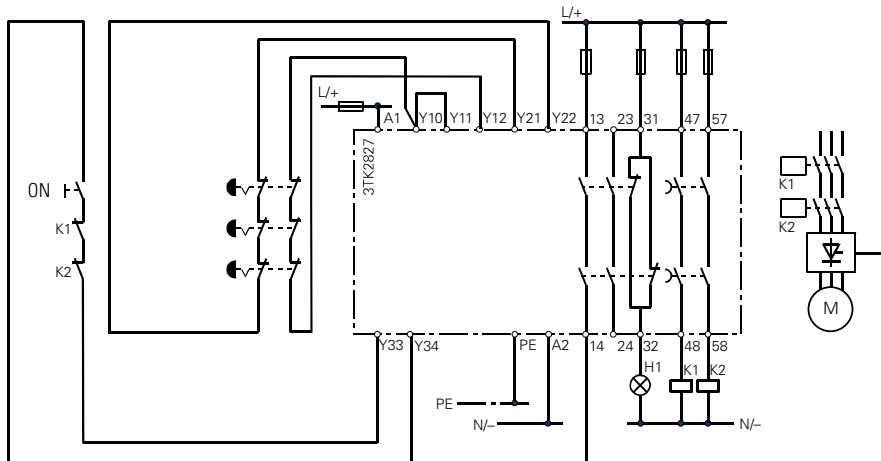 L/+
L/+
A1 Y10 Y11 Y12 Y21 Y22 13 23 31 47 57
3TK2827
ON
K1
K2
K1
K2
M
Y33 Y34 PE A2 14 24 32 48 58
H1 K1 K2
PE
N/–
N/–